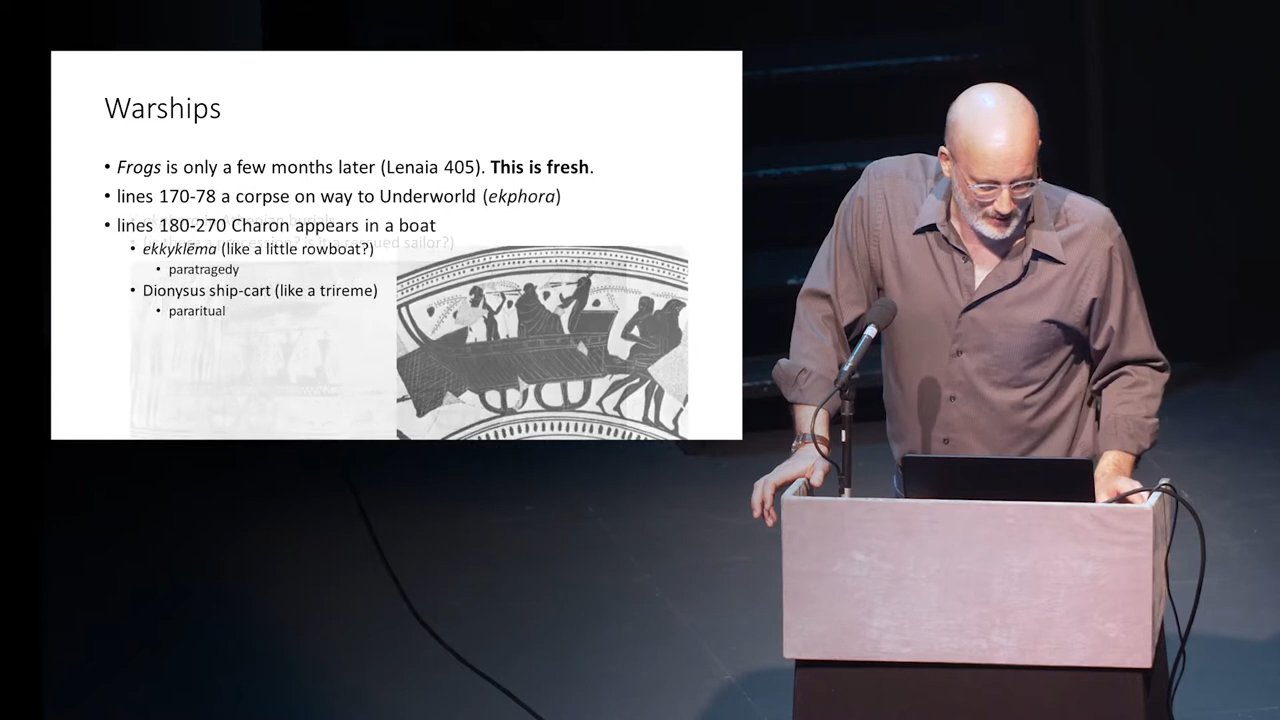 Warships
• Frogs is only a few months later (Lenaia 405). This is fresh.
• lines 170-78 a corpse on way to Underworld (ekphora)
• lines 180-270 Charon appears in a boat
• ekkyklema (like a little rowboat?)
• paratragedy
• Dionysus ship-cart (like a trireme)
• pararitual